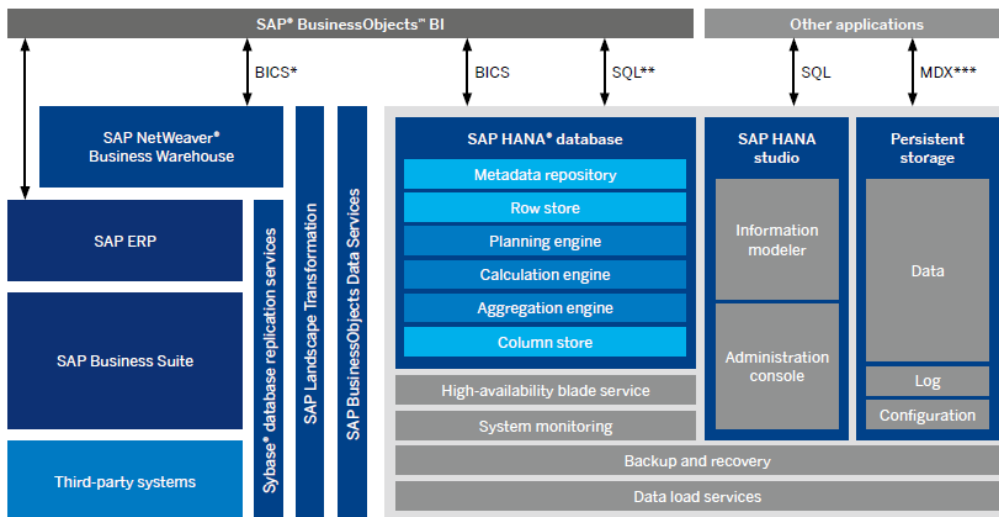 SAP® BusinessObjects™ BI
Other applications
BICS*
BICS
SQL**
SQL
MDX***
SAP NetWeaver®
Business Warehouse
SAP ERP
SAP Business Suite
Third-party systems
Sybase® database replication services
SAP Landscape Transformation
SAP BusinessObjects Data Services
SAP HANA® database
Metadata repository
Row store
Planning engine
Calculation engine
Aggregation engine
Column store
High-availability blade service
System monitoring
SAP HANA
studio
Information
modeler
Administration
console
Persistent
storage
Data
Log
Configuration
Backup and recovery
Data load services